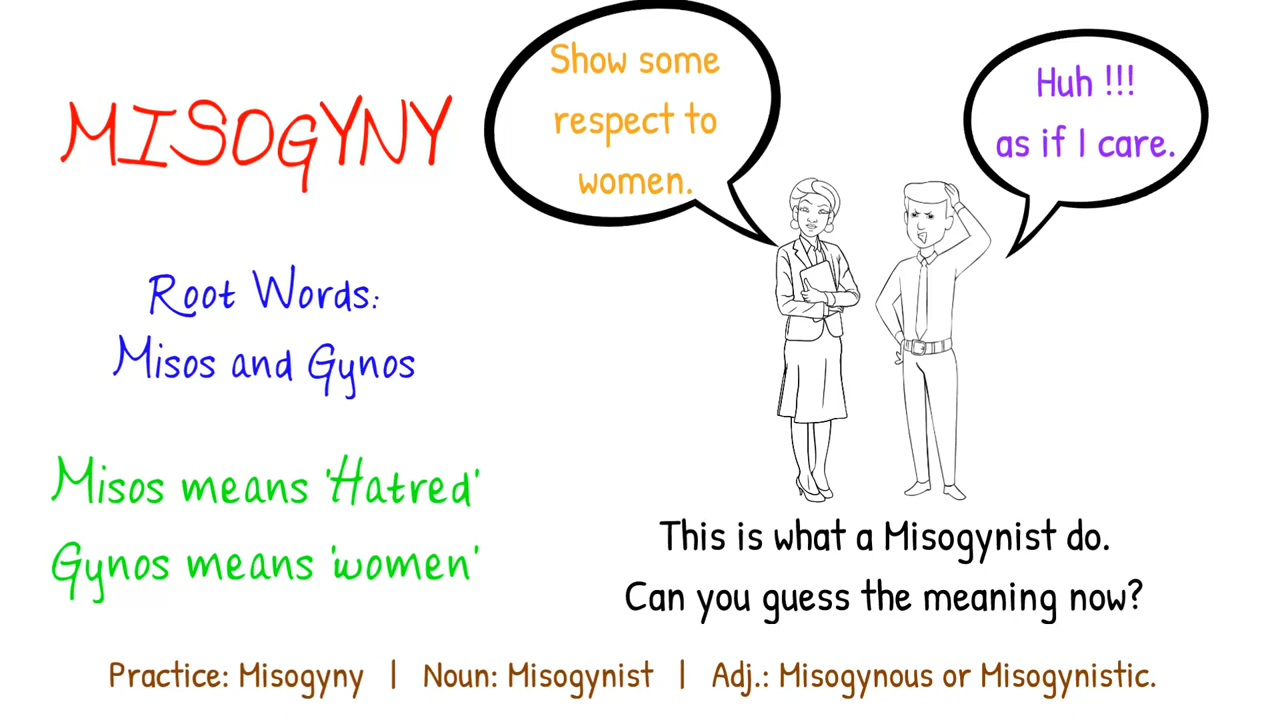 MISOGYNY
Root Words:
Misos and Gynos
Misos means 'Hatred'
Gynos means 'women'
Show some
respect to
women.
Huh !!!
as if I care.
This is what a Misogynist do.
Can you guess the meaning now?
Practice: Misogyny | Noun: Misogynist | Adj.: Misogynous or Misogynistic.